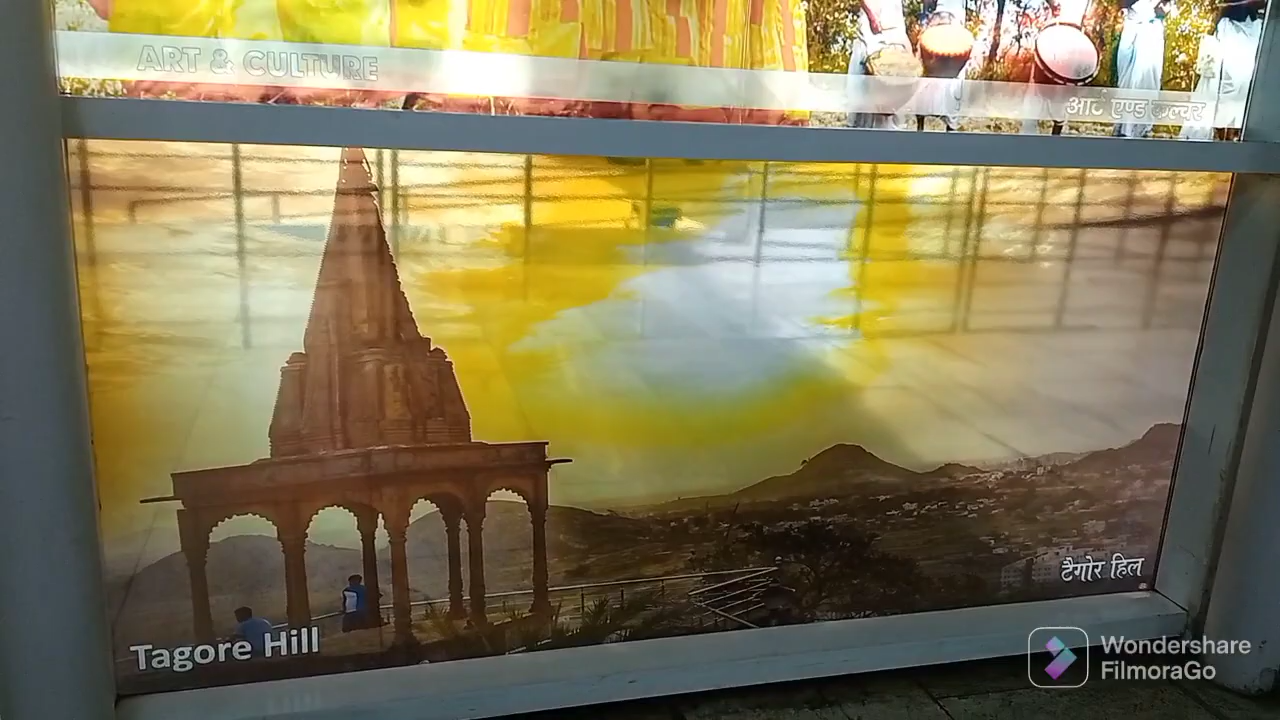 ART & CULTURE
आर्ट एण्ड कल्चर
टैगोर हिल
Tagore Hill
Wondershare
FilmoraGo